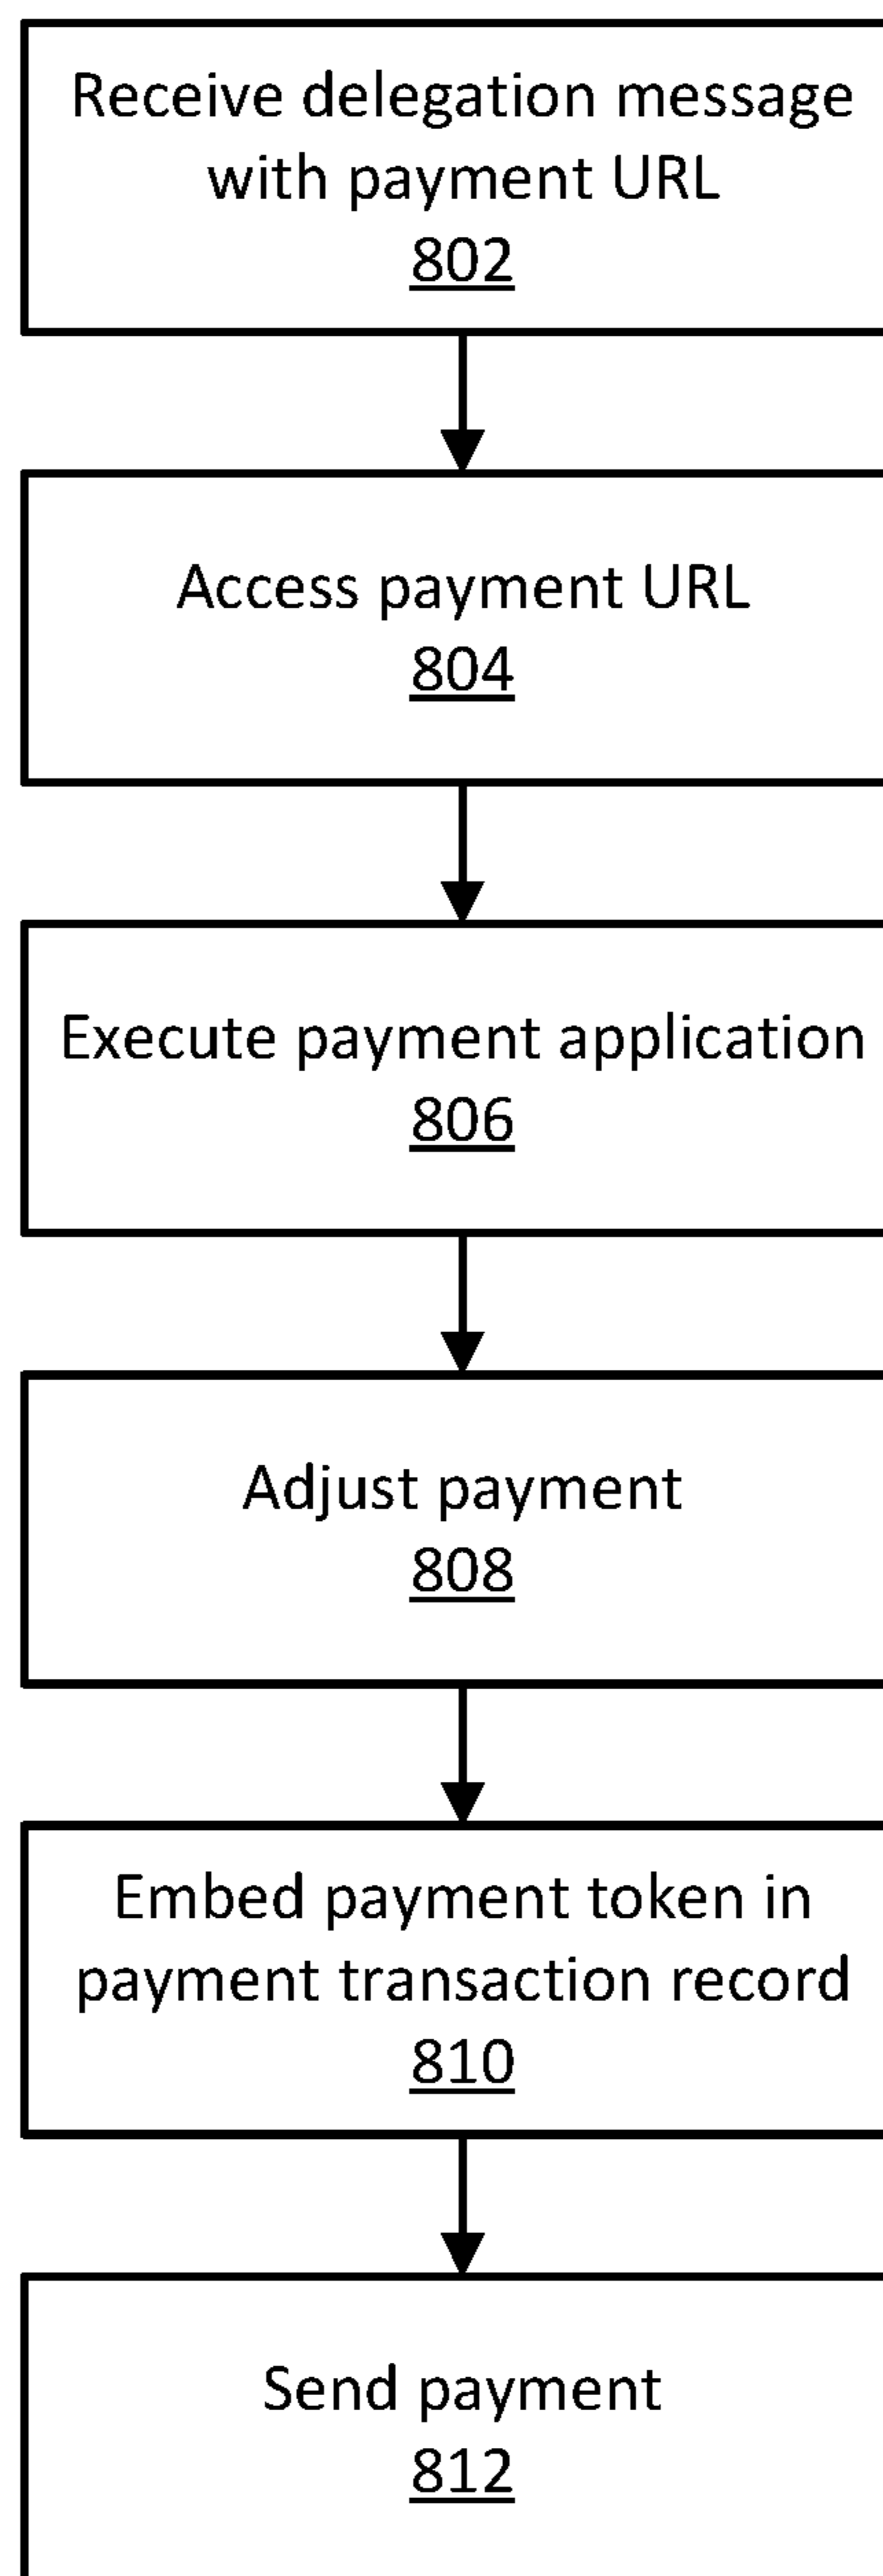 Receive delegation message
with payment URL
802
Access payment URL
804
Execute payment application
806
Adjust payment
808
Embed payment token in
payment transaction record
810
Send payment
812